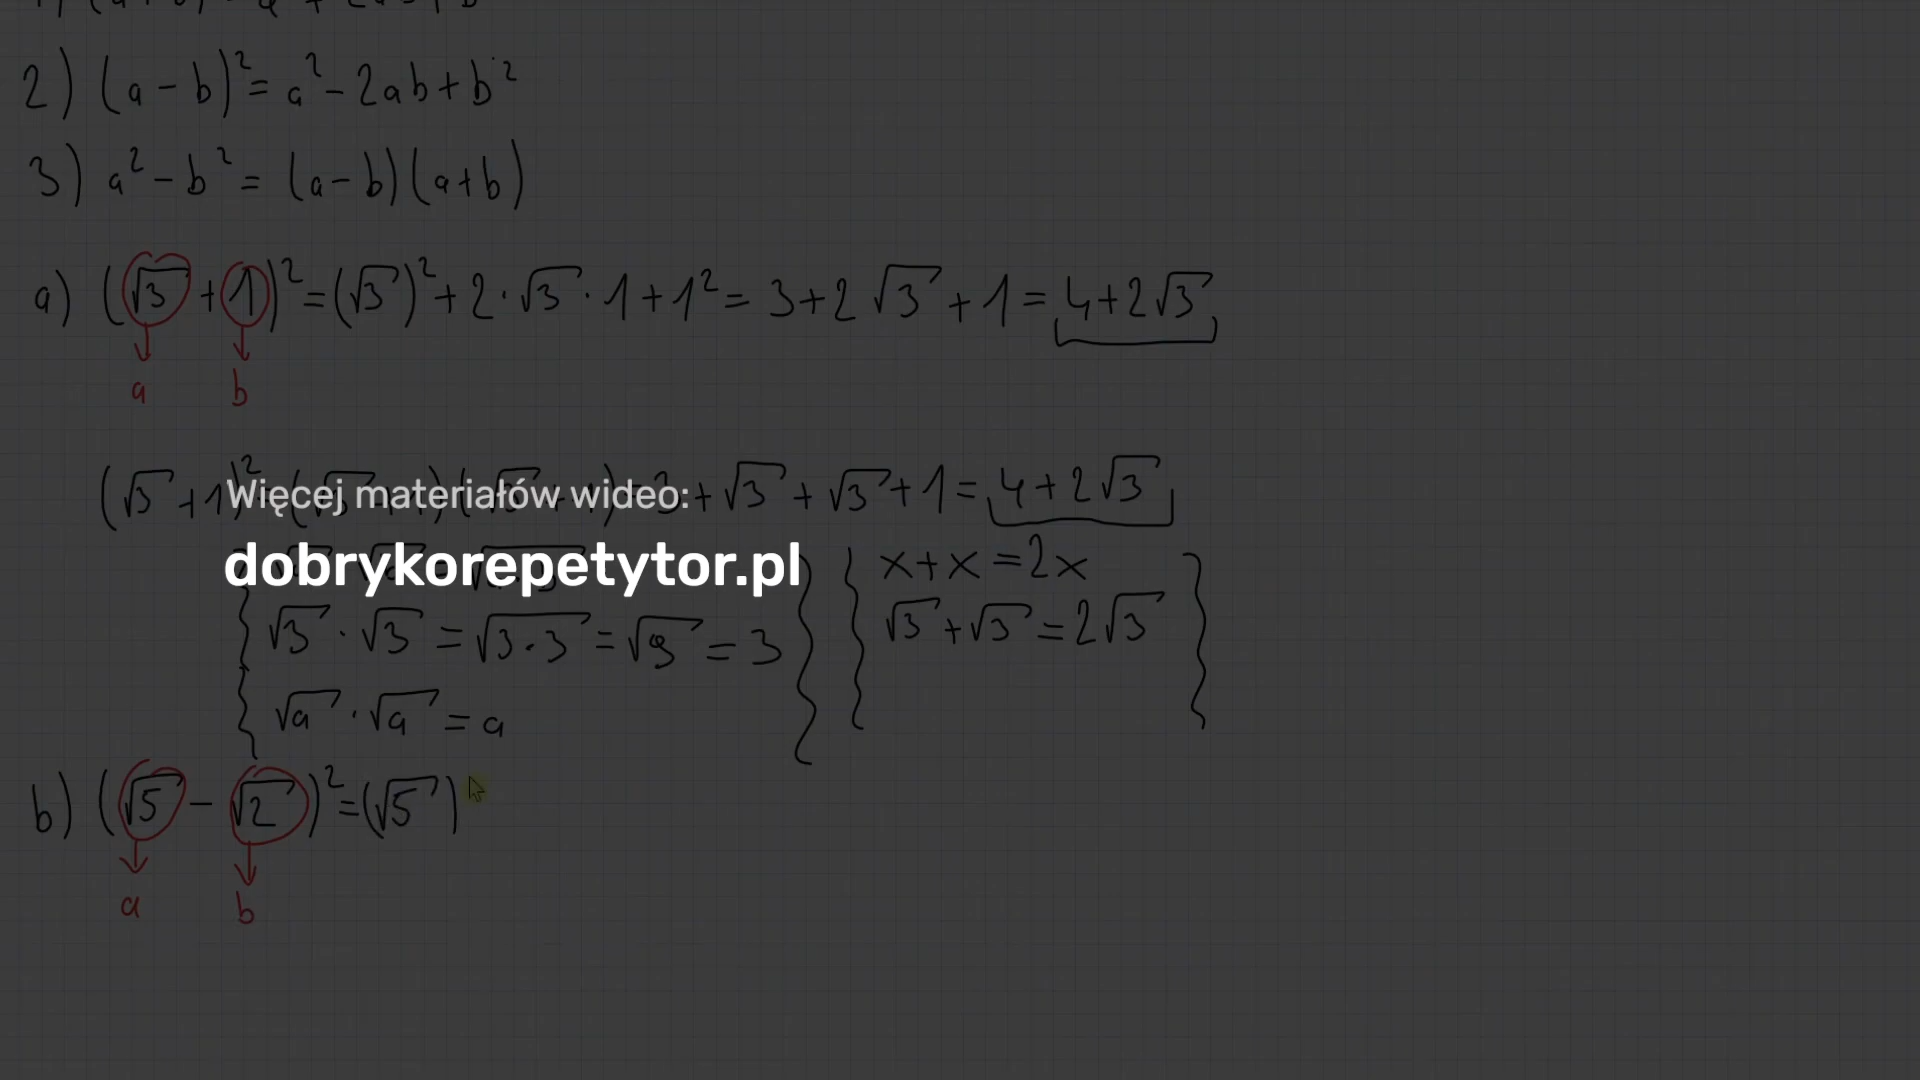 2) (a - b)² = a² - 2ab + b²
3) a² - b² = (a - b)(a + b)
a) (√3 + 1)² = (√3)² + 2 · √3 · 1 + 1² = 3 + 2√3 + 1 = 4 + 2√3
a b
(√3 + 1)² + √3 + √3 + 1 = 4 + 2√3
Więcej materiałów wideo:
dobrykorepetytor.pl
x + x = 2x
√3 · √3 = √3·3 = √9 = 3
√3 + √3 = 2√3
√a · √a = a
b) (√5 - √2)² = (√5)
a b